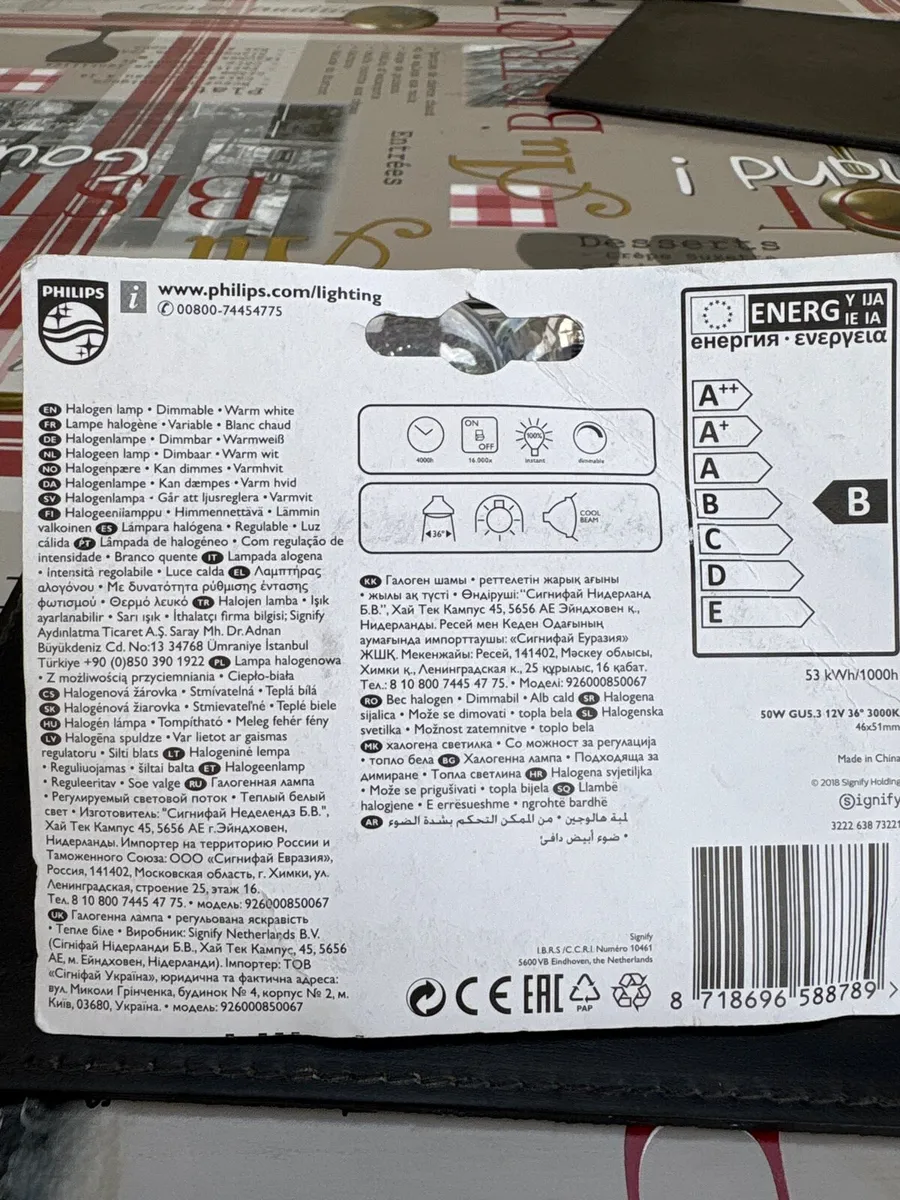 BISTROT
Entrées
Au
i
Desserts
PHILIPS
i www.philips.com/lighting
00800-74454775
EN Halogen lamp • Dimmable • Warm white
FR Lampe halogène • Variable • Blanc chaud
DE Halogenlampe • Dimmbar • Warmweiß
NL Halogeen lamp • Dimbaar • Warm wit
NO Halogenpære • Kan dimmes • Varmhvit
DA Halogenlampe • Kan dæmpes • Varm hvid
SV Halogenlampa • Går att ljusreglera • Varmvit
FI Halogeenilamppu • Himmennettävä • Lämmin
valkoinen ES Lámpara halógena • Regulable • Luz
cálida PT Lâmpada de halogéneo • Com regulação de
intensidade • Branco quente IT Lampada alogena
• intensità regolabile • Luce calda EL Λαμπτήρας
αλογόνου • Με δυνατότητα ρύθμισης έντασης
φωτισμού • Θερμό λευκό TR Halojen lamba • Işık
ayarlanabilir • Sarı ışık • İthalatçı firma bilgisi; Signify
Aydınlatma Ticaret A.Ş. Saray Mh. Dr. Adnan
Büyükdeniz Cd. No:13 34768 Ümraniye İstanbul
Türkiye +90 (0)850 390 1922 PL Lampa halogenowa
• Z możliwością przyciemniania • Ciepło-biała
CS Halogenová žárovka • Stmívatelná • Teplá bílá
SK Halogénová žiarovka • Stmievateľné • Teplé biele
HU Halogén lámpa • Tompítható • Meleg fehér fény
LV Halogēna spuldze • Var lietot ar gaismas
regulatoru • Silti blats LT Halogeninė lempa
• Reguliuojamas • šiltai balta ET Halogeenlamp
• Reguleeritav • Soe valge RU Галогенная лампа
• Регулируемый световой поток • Теплый белый
свет • Изготовитель: "Сигнифай Неделендз Б.В.",
Хай Тек Кампус 45, 5656 АЕ г.Эйндховен,
Нидерланды. Импортер на территорию России и
Таможенного Союза: ООО «Сигнифай Евразия»,
Россия, 141402, Московская область, г. Химки, ул.
Ленинградская, строение 25, этаж 16.
Тел. 8 10 800 7445 47 75. • модель: 926000850067
UK Галогенна лампа • регульована яскравість
• Тепле біле • Виробник: Signify Netherlands B.V.
(Сігніфай Нідерланди Б.В., Хай Тек Кампус, 45, 5656
АЕ, м. Ейндховен, Нідерланди). Імпортер: ТОВ
«Сігніфай Україна», юридична та фактична адреса:
вул. Миколи Грінченка, будинок № 4, корпус № 2, м.
Київ, 03680, Україна. • модель: 926000850067
4000h
ON
OFF
16.000x
100%
instant
dimmable
36°
COOL
BEAM
KK Галоген шамы • реттелетін жарық ағыны
• жылы ақ түсті • Өндіруші:"Сигнифай Нидерланд
Б.В.", Хай Тек Кампус 45, 5656 АЕ Эйндховен қ.,
Нидерланды. Ресей мен Кеден Одағының
аумағында импорттаушы: «Сигнифай Еуразия»
ЖШҚ. Мекенжайы: Ресей, 141402, Мәскеу облысы,
Химки қ., Ленинградская к., 25 құрылыс, 16 қабат.
Тел.: 8 10 800 7445 47 75. • Моделі: 926000850067
RO Bec halogen • Dimmabil • Alb cald SR Halogena
sijalica • Može se dimovati • topla bela SL Halogenska
svetilka • Možnost zatemnitve • toplo bela
MK халогена светилка • Со можност за регулација
• топло бела BG Халогенна лампа • Подходяща за
димиране • Топла светлина HR Halogena svjetiljka
• Može se prigušivati • topla bijela SQ Llambë
halogjene • E errësueshme • ngrohtë bardhë
AR لمبة هالوجين • من الممكن التحكم بشدة الضوء
• ضوء أبيض دافئ
Signify
I.B.R.S /C.C.R.I. Numéro 10461
5600 VB Eindhoven, the Netherlands
CE EAC
PAP
ENERG Y IJA
IE IA
енергия · ενεργεια
A++
A+
A
B
C
D
E
B
53 kWh/1000h
50W GU5.3 12V 36° 3000K
46x51mm
Made in China
© 2018 Signify Holding
Signify
3222 638 73221
8 718696 588789 >